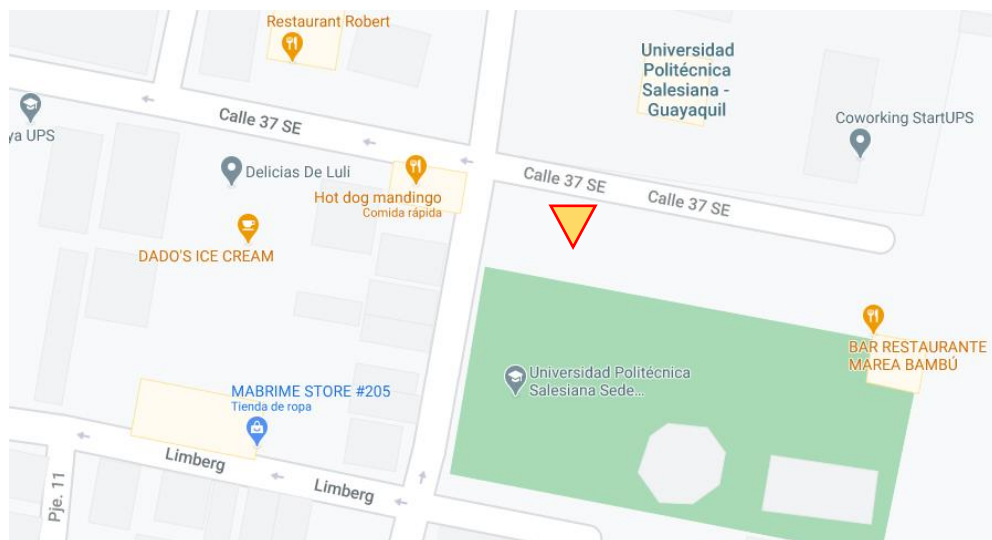 Restaurant Robert
Universidad
Politécnica
Salesiana -
Guayaquil
Coworking StartUPS
Calle 37 SE
ya UPS
Delicias De Luli
Calle 37 SE
Calle 37 SE
Hot dog mandingo
Comida rápida
DADO'S ICE CREAM
BAR RESTAURANTE
MAREA BAMBÚ
Universidad Politécnica
Salesiana Sede...
MABRIME STORE #205
Tienda de ropa
Limberg
Limberg
Pje. 11